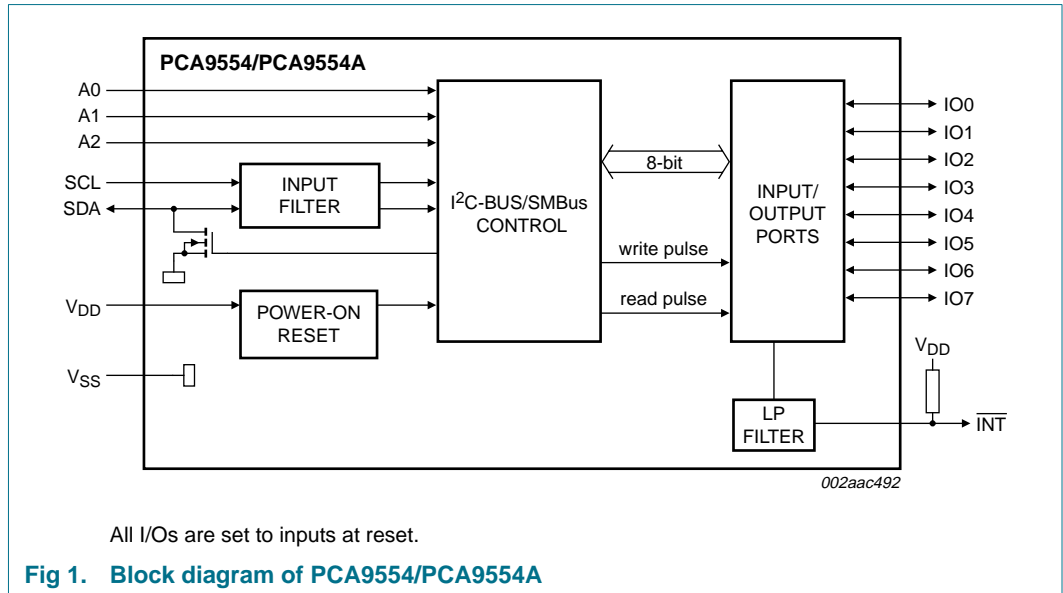 PCA9554/PCA9554A
A0
A1
A2
SCL
SDA
VDD
VSS
INPUT
FILTER
POWER-ON
RESET
I²C-BUS/SMBus
CONTROL
8-bit
write pulse
read pulse
INPUT/
OUTPUT
PORTS
LP
FILTER
IO0
IO1
IO2
IO3
IO4
IO5
IO6
IO7
VDD
INT
002aac492
All I/Os are set to inputs at reset.
Fig 1. Block diagram of PCA9554/PCA9554A